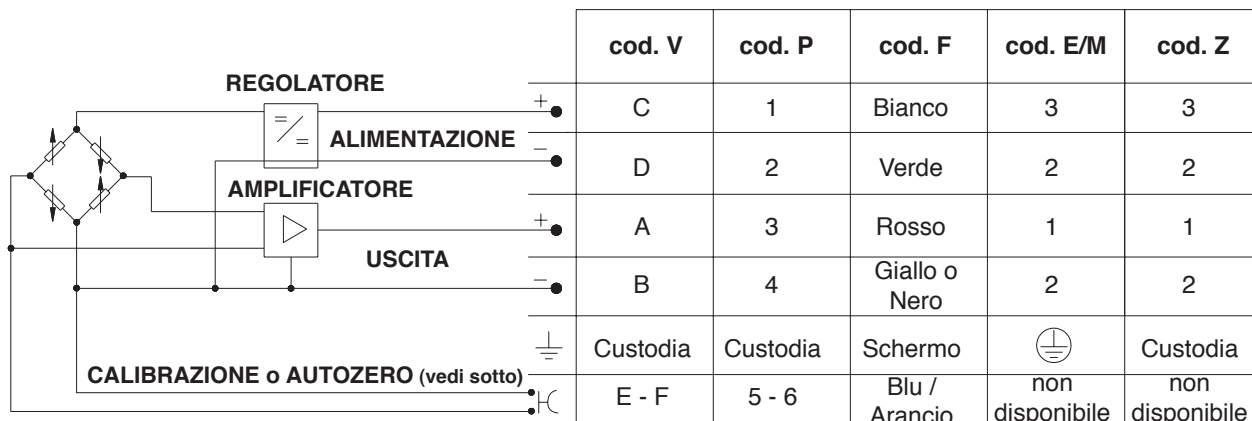 cod. V cod. P cod. F cod. E/M cod. Z
REGOLATORE
+ C 1 Bianco 3 3
= / =
ALIMENTAZIONE
− D 2 Verde 2 2
AMPLIFICATORE
+ A 3 Rosso 1 1
USCITA
− B 4 Giallo o Nero 2 2
Custodia Custodia Schermo Custodia
CALIBRAZIONE o AUTOZERO (vedi sotto)
E - F 5 - 6 Blu / Arancio non disponibile non disponibile